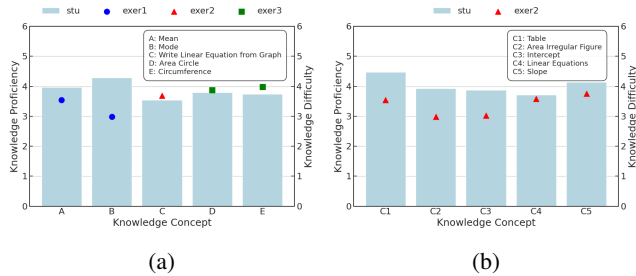 stu exer1 exer2 exer3
Knowledge Proficiency
6
5
4
3
2
1
0
A: Mean
B: Mode
C: Write Linear Equation from Graph
D: Area Circle
E: Circumference
6
5
4
3
2
1
0
Knowledge Difficulty
A B C D E
Knowledge Concept
(a)
stu exer2
Knowledge Proficiency
6
5
4
3
2
1
0
C1: Table
C2: Area Irregular Figure
C3: Intercept
C4: Linear Equations
C5: Slope
6
5
4
3
2
1
0
Knowledge Difficulty
C1 C2 C3 C4 C5
Knowledge Concept
(b)